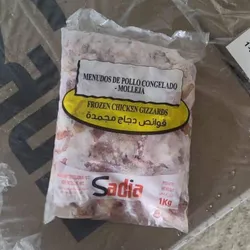 MENUDOS DE POLLO CONGELADO
- MOLLEJA
FROZEN CHICKEN GIZZARDS
قوانص دجاج مجمدة
Sadia
1Kg